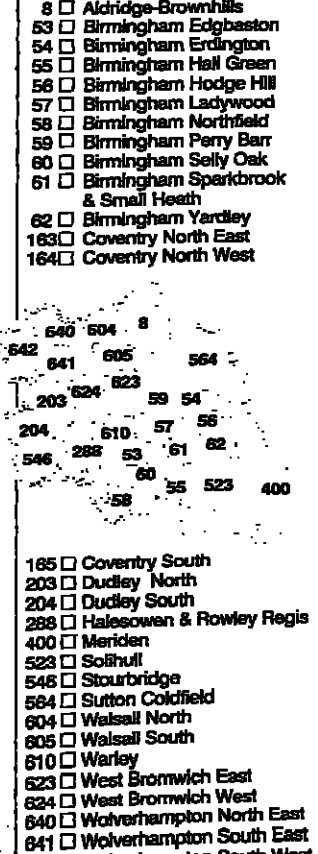 8 □ Aldridge-Brownhills
53 □ Birmingham Edgbaston
54 □ Birmingham Erdington
55 □ Birmingham Hall Green
56 □ Birmingham Hodge Hill
57 □ Birmingham Ladywood
58 □ Birmingham Northfield
59 □ Birmingham Perry Barr
60 □ Birmingham Selly Oak
61 □ Birmingham Sparkbrook
& Small Heath
62 □ Birmingham Yardley
163 □ Coventry North East
164 □ Coventry North West
640 604 8
642
641 605 564
203 624 623
59 54
204 610 57 56
546 288 53 61 62
60
58 55 523 400
165 □ Coventry South
203 □ Dudley North
204 □ Dudley South
288 □ Halesowen & Rowley Regis
400 □ Meriden
523 □ Solihull
546 □ Stourbridge
564 □ Sutton Coldfield
604 □ Walsall North
605 □ Walsall South
610 □ Warley
623 □ West Bromwich East
624 □ West Bromwich West
640 □ Wolverhampton North East
641 □ Wolverhampton South East
South West